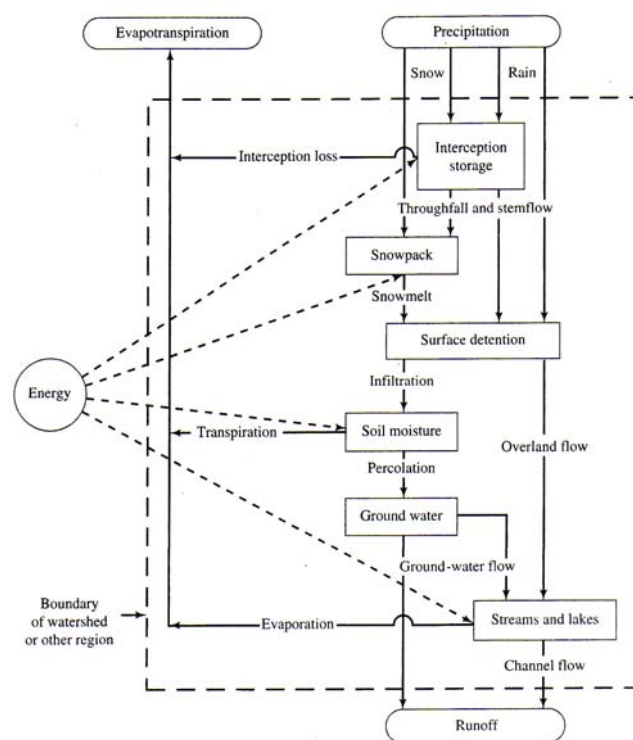 Evapotranspiration
Precipitation
Snow
Rain
Interception
storage
Interception loss
Throughfall and stemflow
Snowpack
Snowmelt
Surface detention
Energy
Infiltration
Soil moisture
Transpiration
Overland flow
Percolation
Ground water
Ground-water flow
Boundary
of watershed
or other region
Evaporation
Streams and lakes
Channel flow
Runoff